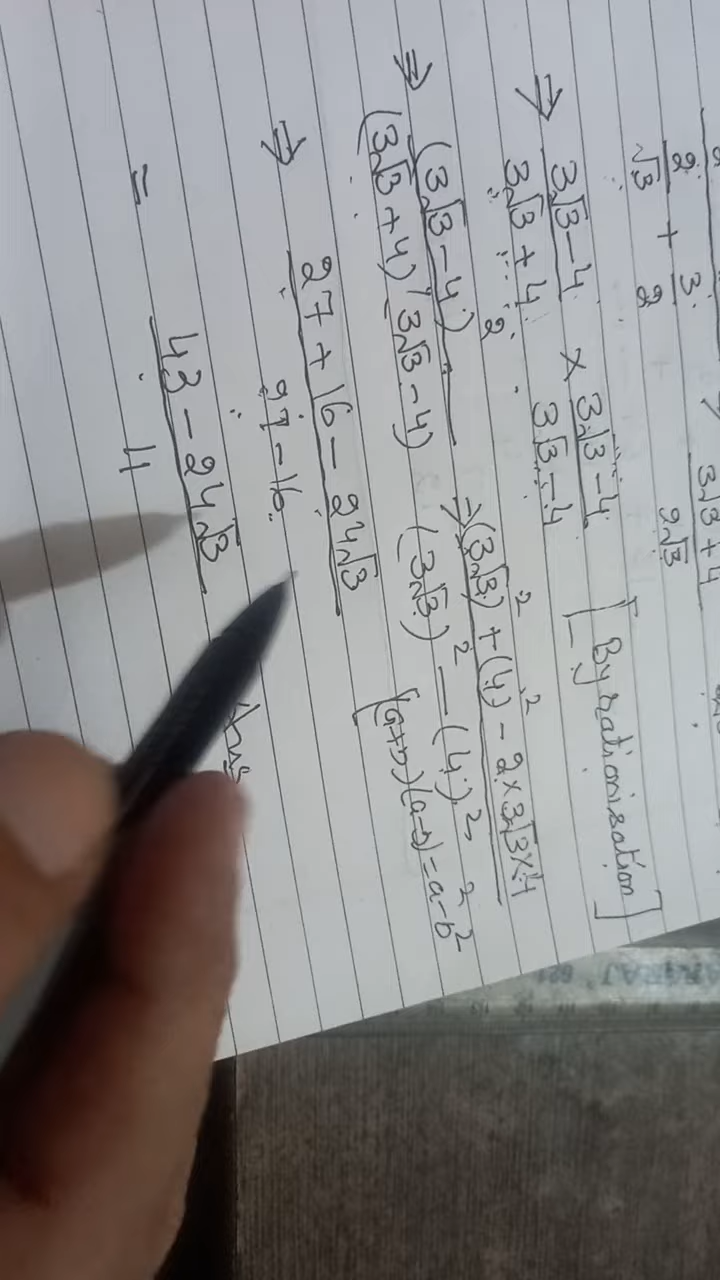 2/√3 + 3/2 ⇒ 3√3+4/2√3
⇒ 3√3-4/3√3+4 × 3√3-4/3√3-4 [By rationisation]
⇒ (3√3-4)²/(3√3+4)(3√3-4) ⇒ (3√3)²+(4)²-2×3√3×4/(3√3)²-(4)²
[(a+b)(a-b)=a²-b²
⇒ 27+16-24√3/27-16
= 43-24√3/11 Ans